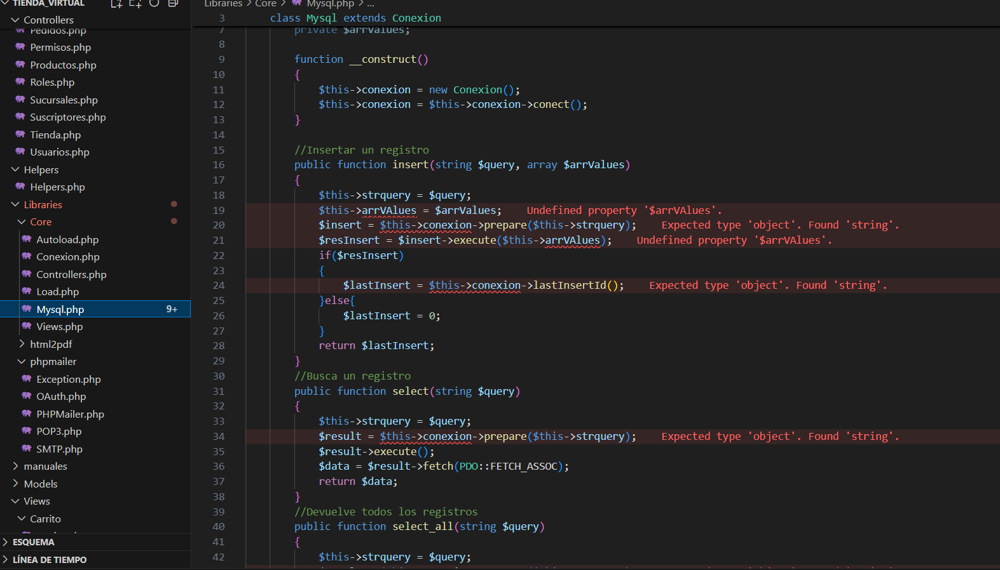 TIENDA_VIRTUAL
Controllers
Pedidos.php
Permisos.php
Productos.php
Roles.php
Sucursales.php
Suscriptores.php
Tienda.php
Usuarios.php
Helpers
Helpers.php
Libraries
Core
Autoload.php
Conexion.php
Controllers.php
Load.php
Mysql.php 9+
Views.php
html2pdf
phpmailer
Exception.php
OAuth.php
PHPMailer.php
POP3.php
SMTP.php
manuales
Models
Views
Carrito
ESQUEMA
LÍNEA DE TIEMPO
Libraries > Core > Mysql.php > ...
3 class Mysql extends Conexion
7 private $arrValues;
8
9 function __construct()
10 {
11 $this->conexion = new Conexion();
12 $this->conexion = $this->conexion->conect();
13 }
14
15 //Insertar un registro
16 public function insert(string $query, array $arrValues)
17 {
18 $this->strquery = $query;
19 $this->arrVAlues = $arrValues; Undefined property '$arrVAlues'.
20 $insert = $this->conexion->prepare($this->strquery); Expected type 'object'. Found 'string'.
21 $resInsert = $insert->execute($this->arrVAlues); Undefined property '$arrVAlues'.
22 if($resInsert)
23 {
24 $lastInsert = $this->conexion->lastInsertId(); Expected type 'object'. Found 'string'.
25 }else{
26 $lastInsert = 0;
27 }
28 return $lastInsert;
29 }
30 //Busca un registro
31 public function select(string $query)
32 {
33 $this->strquery = $query;
34 $result = $this->conexion->prepare($this->strquery); Expected type 'object'. Found 'string'.
35 $result->execute();
36 $data = $result->fetch(PDO::FETCH_ASSOC);
37 return $data;
38 }
39 //Devuelve todos los registros
40 public function select_all(string $query)
41 {
42 $this->strquery = $query;